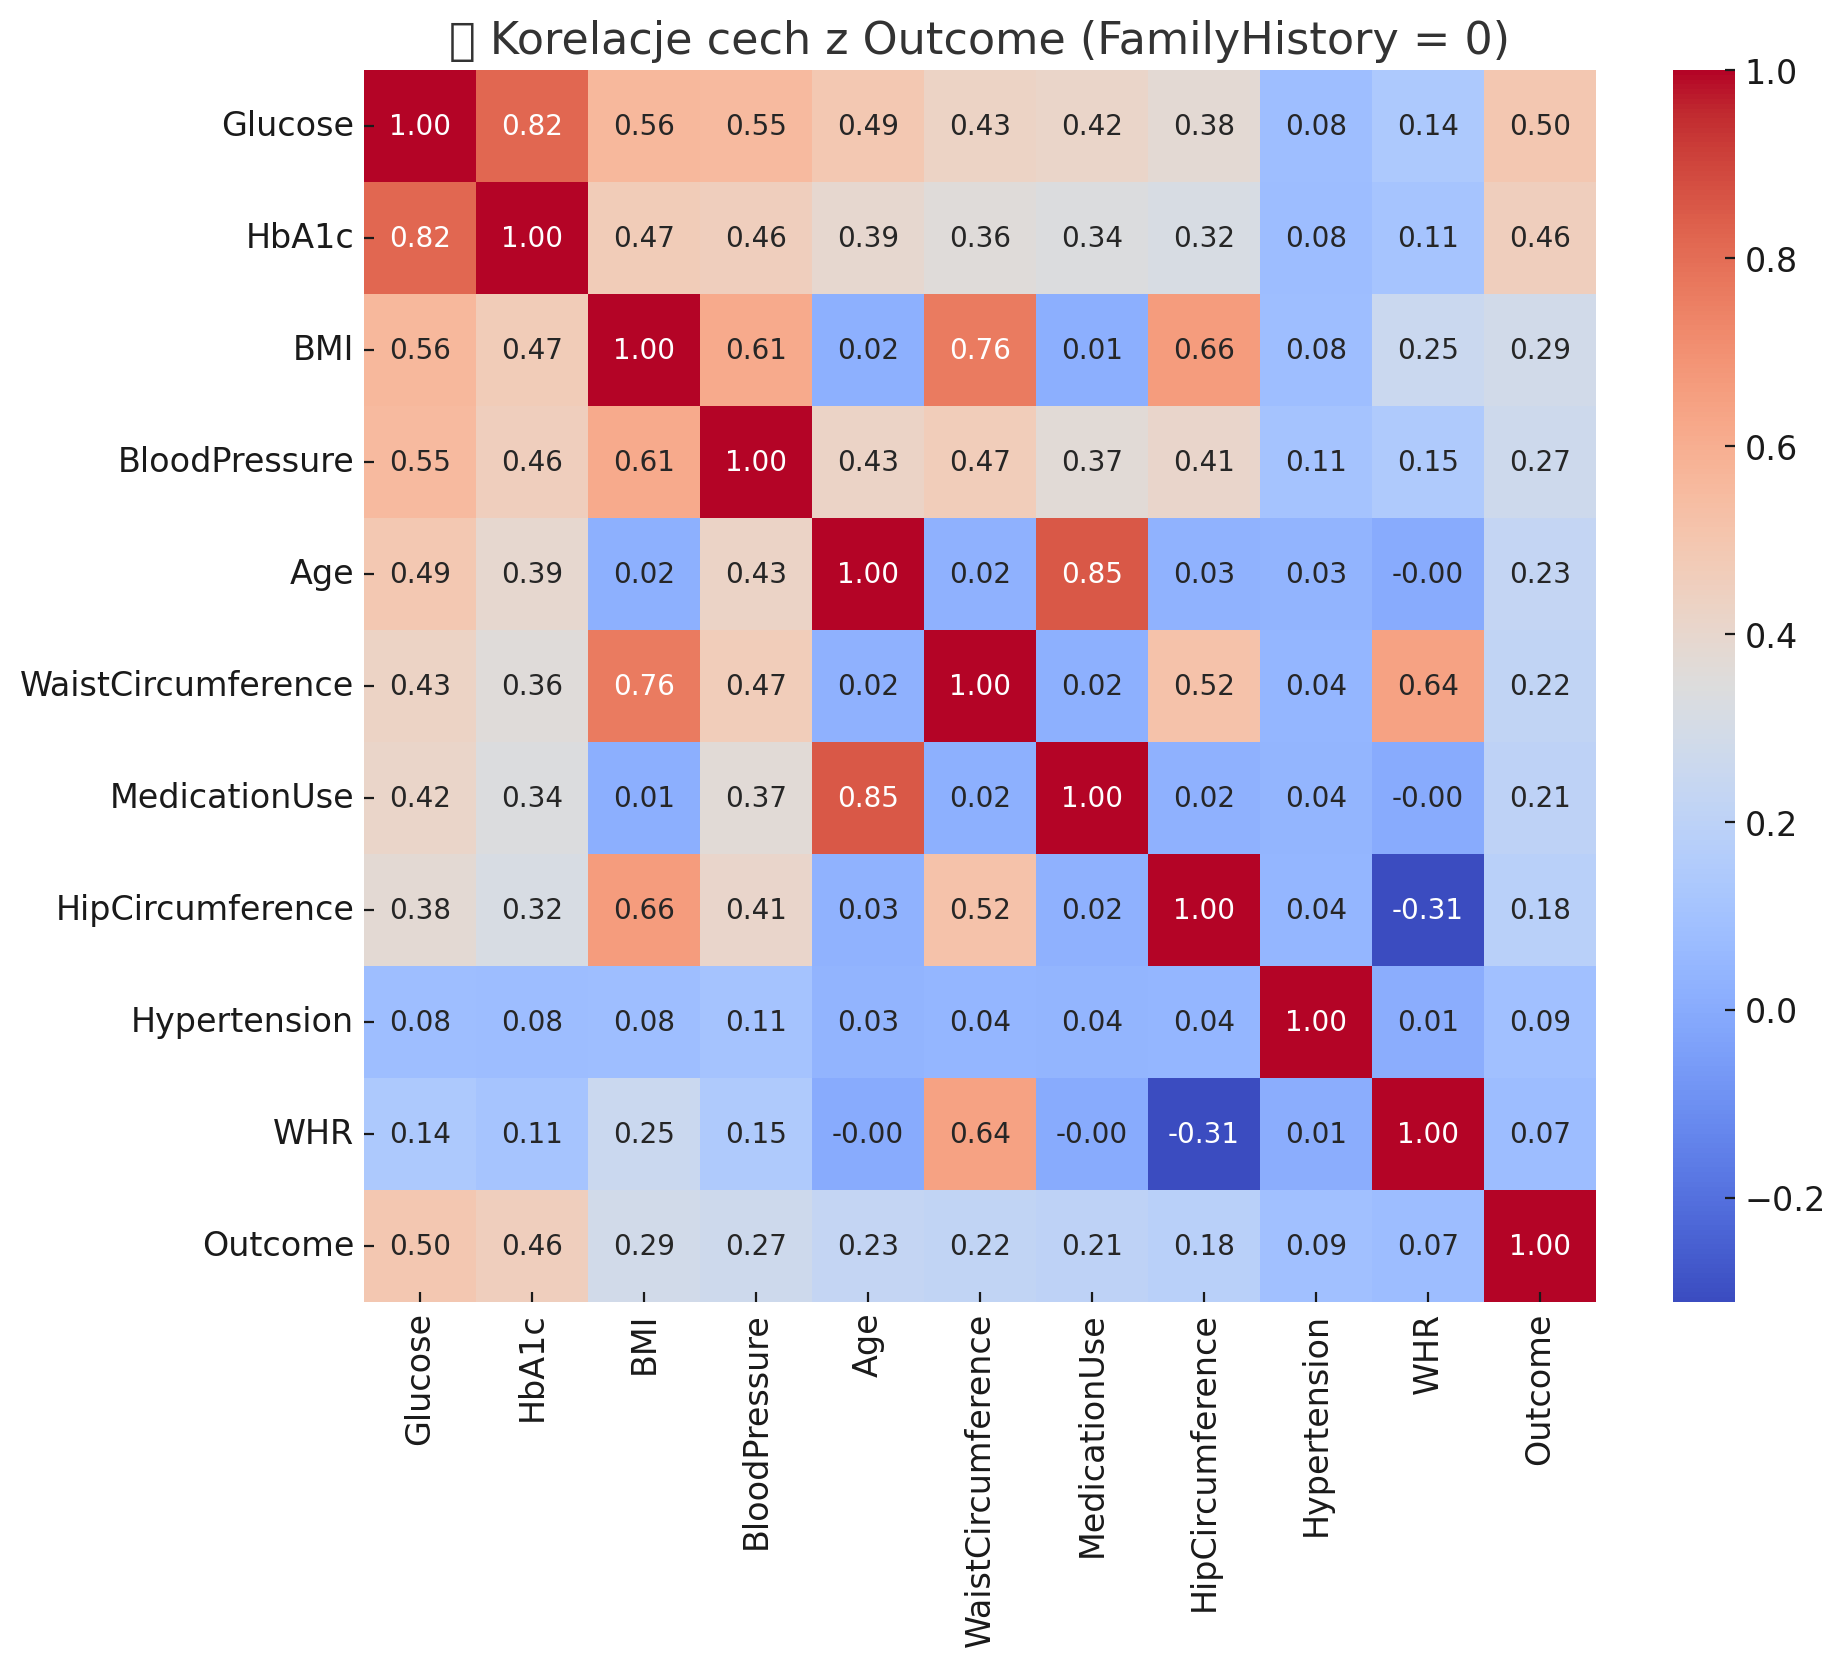 ▯ Korelacje cech z Outcome (FamilyHistory = 0)
Glucose 1.00 0.82 0.56 0.55 0.49 0.43 0.42 0.38 0.08 0.14 0.50
HbA1c 0.82 1.00 0.47 0.46 0.39 0.36 0.34 0.32 0.08 0.11 0.46
BMI 0.56 0.47 1.00 0.61 0.02 0.76 0.01 0.66 0.08 0.25 0.29
BloodPressure 0.55 0.46 0.61 1.00 0.43 0.47 0.37 0.41 0.11 0.15 0.27
Age 0.49 0.39 0.02 0.43 1.00 0.02 0.85 0.03 0.03 -0.00 0.23
WaistCircumference 0.43 0.36 0.76 0.47 0.02 1.00 0.02 0.52 0.04 0.64 0.22
MedicationUse 0.42 0.34 0.01 0.37 0.85 0.02 1.00 0.02 0.04 -0.00 0.21
HipCircumference 0.38 0.32 0.66 0.41 0.03 0.52 0.02 1.00 0.04 -0.31 0.18
Hypertension 0.08 0.08 0.08 0.11 0.03 0.04 0.04 0.04 1.00 0.01 0.09
WHR 0.14 0.11 0.25 0.15 -0.00 0.64 -0.00 -0.31 0.01 1.00 0.07
Outcome 0.50 0.46 0.29 0.27 0.23 0.22 0.21 0.18 0.09 0.07 1.00
Glucose
HbA1c
BMI
BloodPressure
Age
WaistCircumference
MedicationUse
HipCircumference
Hypertension
WHR
Outcome
1.0
0.8
0.6
0.4
0.2
0.0
−0.2